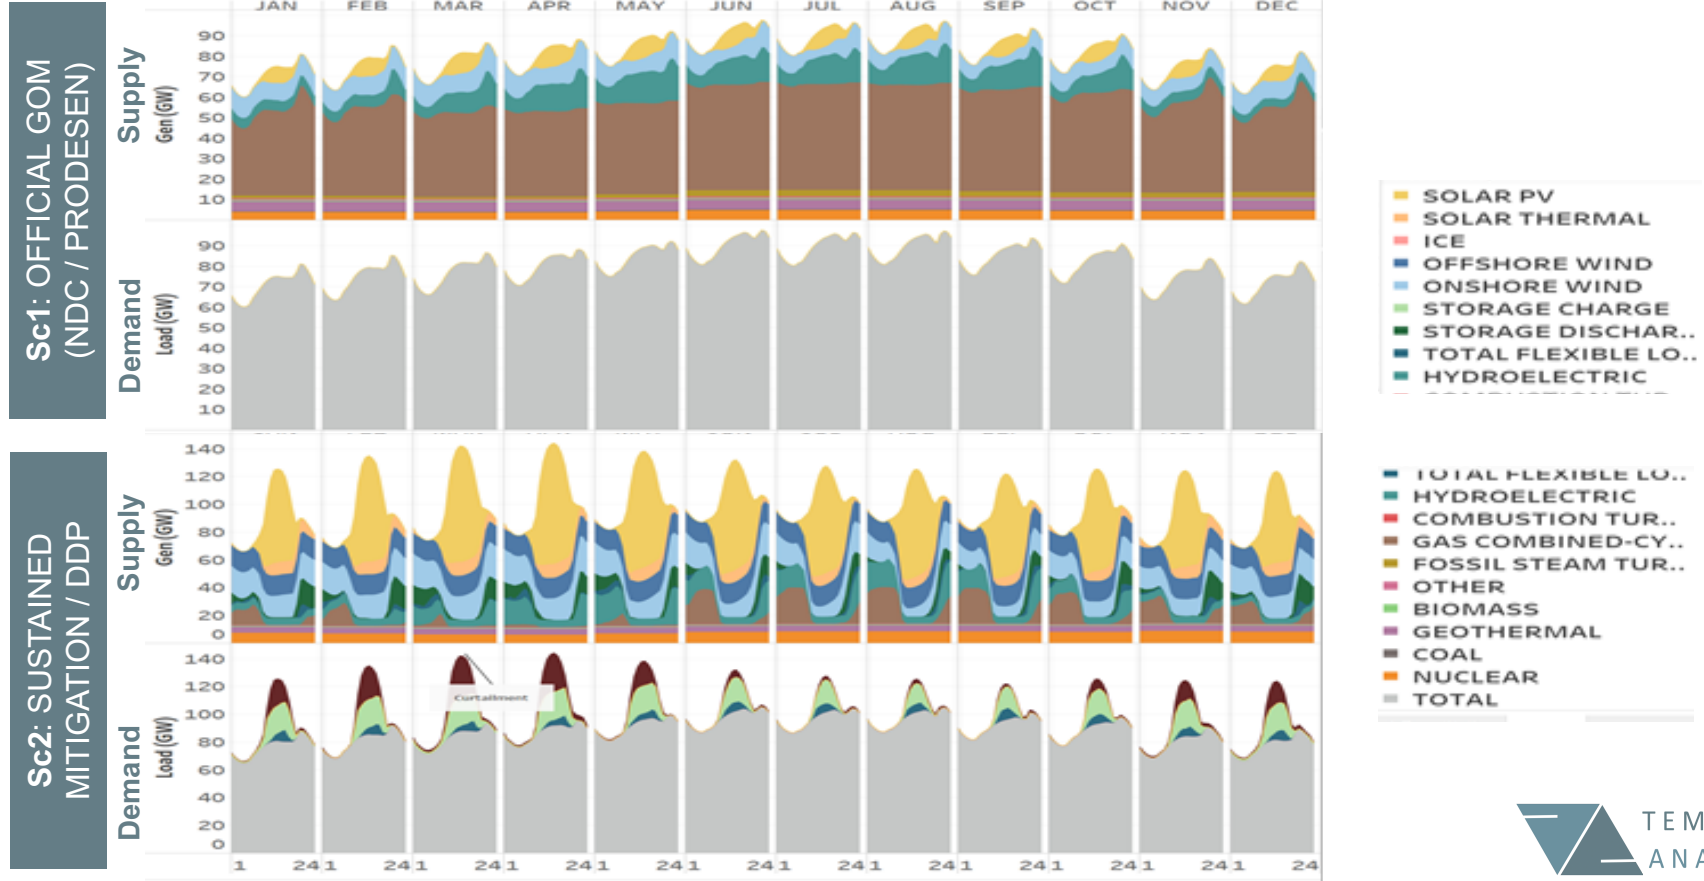 JAN FEB MAR APR MAY JUN JUL AUG SEP OCT NOV DEC
Sc1: OFFICIAL GOM
(NDC / PRODESEN)
Supply
Gen (GW)
90
80
70
60
50
40
30
20
10
Demand
Load (GW)
90
80
70
60
50
40
30
20
10
Sc2: SUSTAINED
MITIGATION / DDP
Supply
Gen (GW)
140
120
100
80
60
40
20
0
Demand
Load (GW)
140
120
100
80
60
40
20
0
Curtailment
1 24 1 24 1 24 1 24 1 24 1 24 1 24 1 24 1 24 1 24 1 24 1 24
SOLAR PV
SOLAR THERMAL
ICE
OFFSHORE WIND
ONSHORE WIND
STORAGE CHARGE
STORAGE DISCHAR..
TOTAL FLEXIBLE LO..
HYDROELECTRIC
TOTAL FLEXIBLE LO..
HYDROELECTRIC
COMBUSTION TUR..
GAS COMBINED-CY..
FOSSIL STEAM TUR..
OTHER
BIOMASS
GEOTHERMAL
COAL
NUCLEAR
TOTAL
TEM
ANA